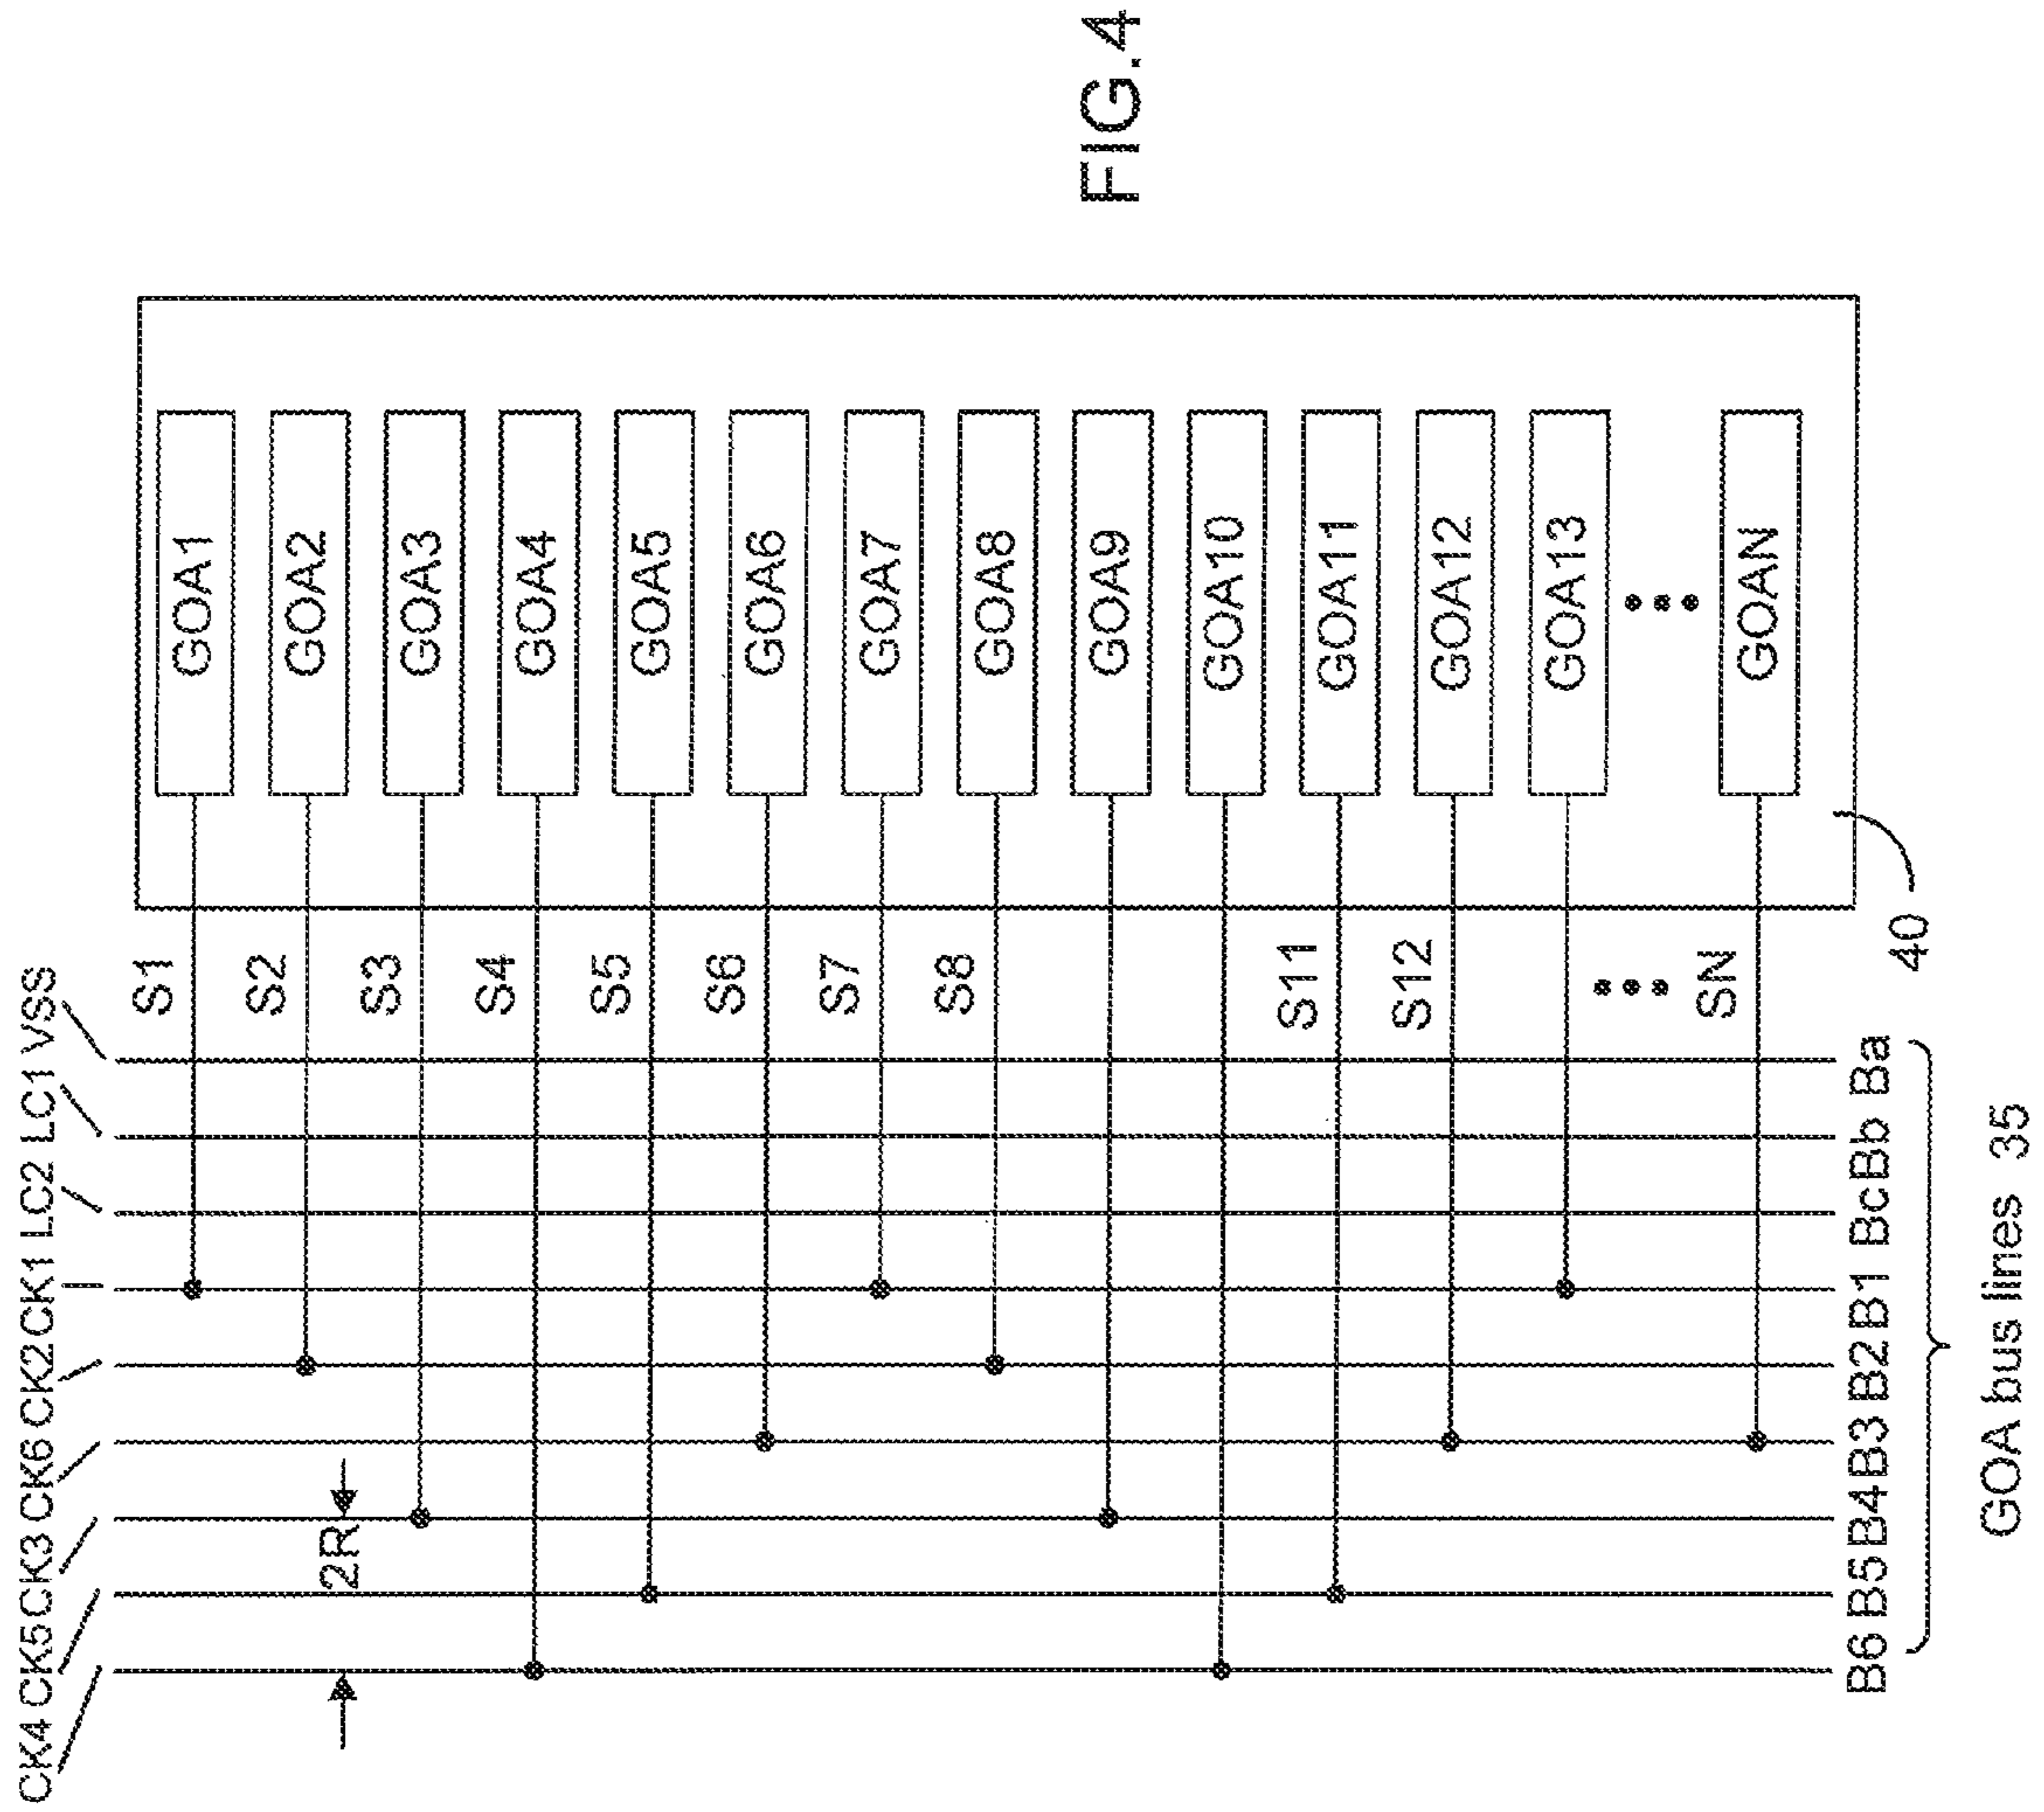 CK4 CK5 CK3 CK6 CK2 CK1 LC2 LC1 VSS
S1 GOA1
S2 GOA2
2R S3 GOA3
S4 GOA4
S5 GOA5
S6 GOA6
S7 GOA7
S8 GOA8
GOA9
GOA10
S11 GOA11
S12 GOA12
GOA13
SN GOAN
B6 B5 B4 B3 B2 B1 Bc Bb Ba
40
GOA bus lines 35
FIG.4